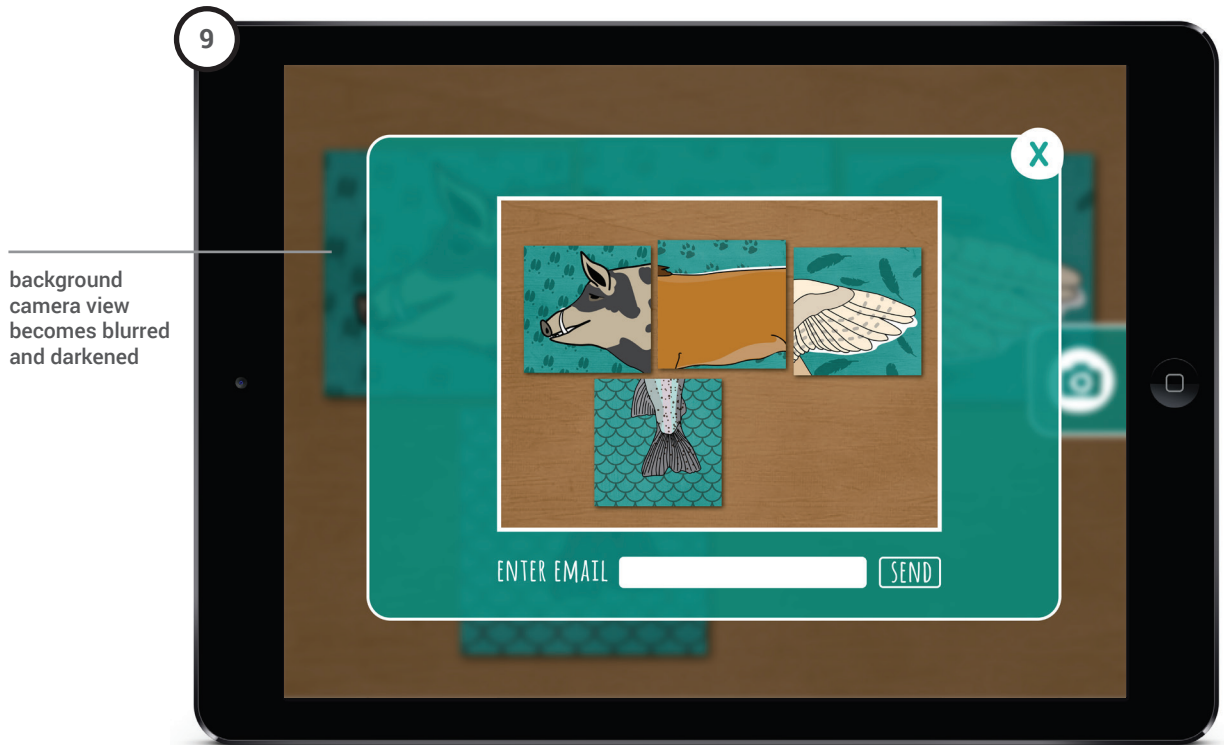 9
X
background
camera view
becomes blurred
and darkened
ENTER EMAIL
SEND